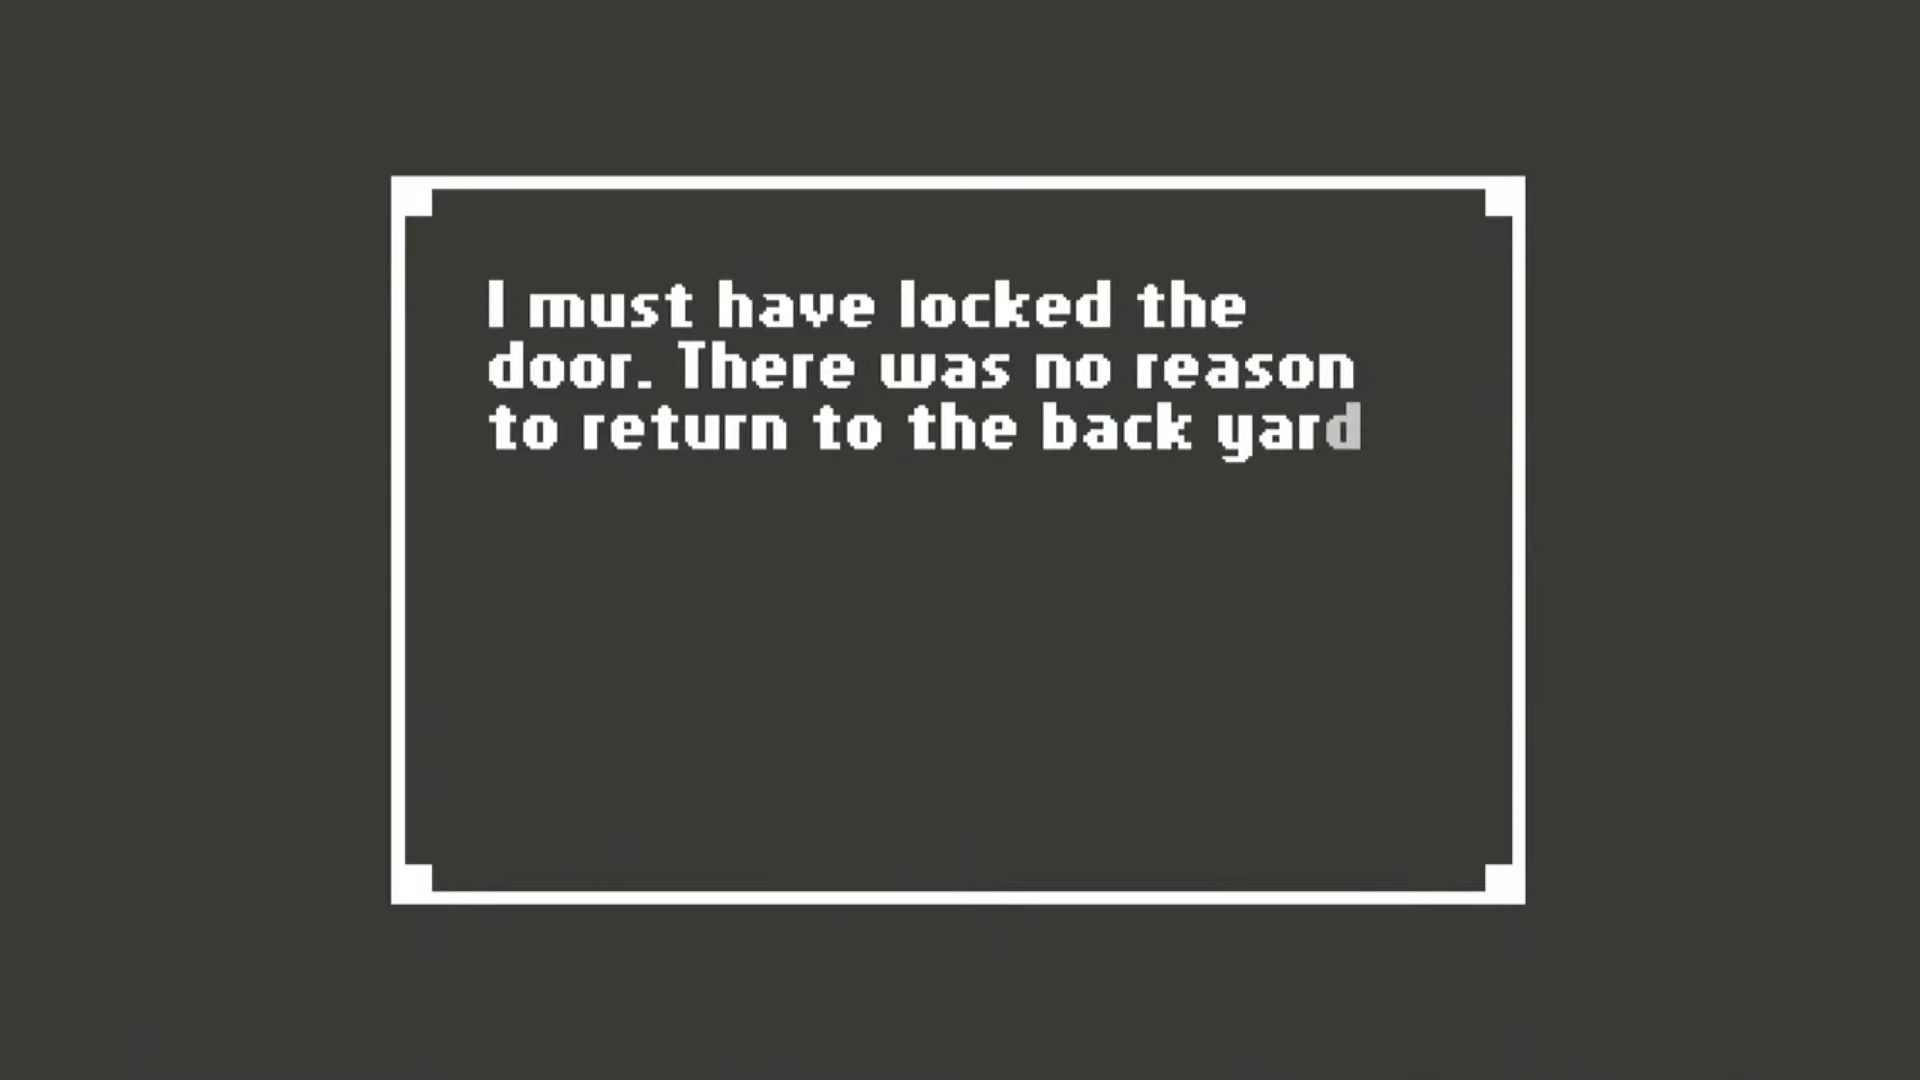 I must have locked the
door. There was no reason
to return to the back yard